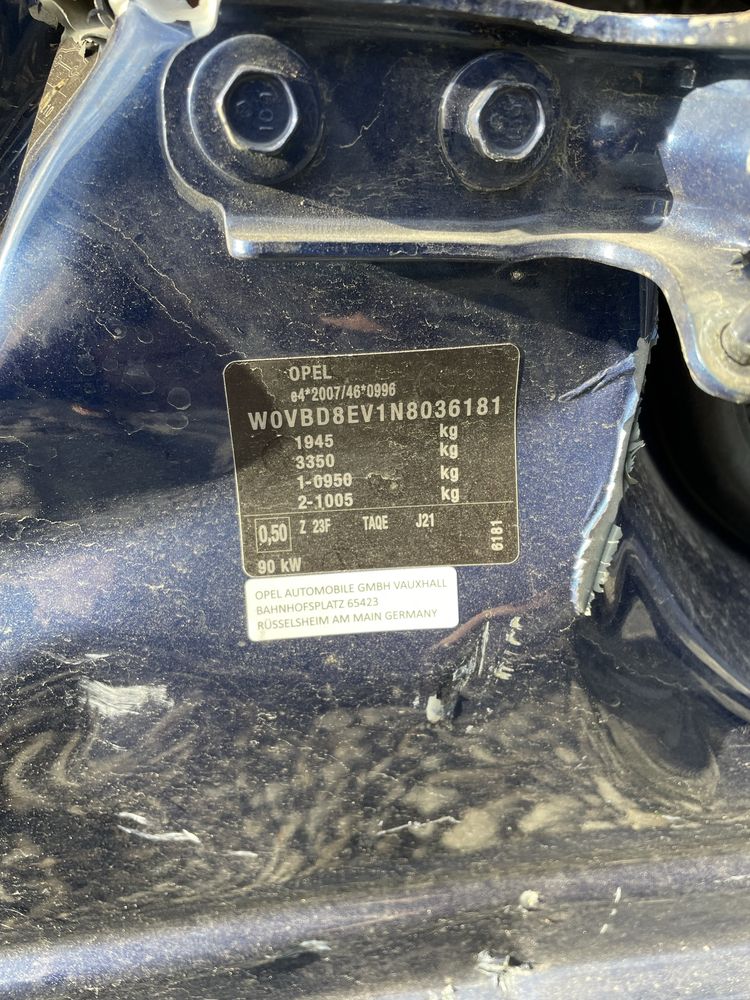 OPEL
e4*2007/46*0996
W0VBD8EV1N8036181
1945 kg
3350 kg
1-0950 kg
2-1005 kg
0,50 Z 23F TAQE J21
6181
90 kW
OPEL AUTOMOBILE GMBH VAUXHALL
BAHNHOFSPLATZ 65423
RÜSSELSHEIM AM MAIN GERMANY